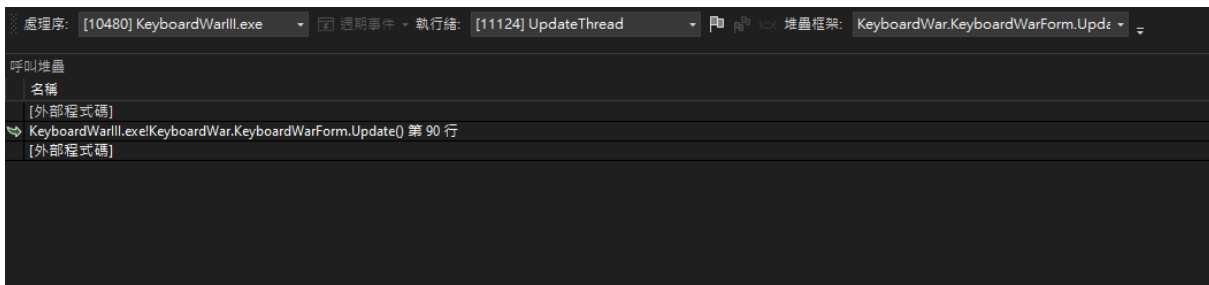 處理序: [10480] KeyboardWarIII.exe 週期事件 執行緒: [11124] UpdateThread 堆疊框架: KeyboardWar.KeyboardWarForm.Upda
呼叫堆疊
名稱
[外部程式碼]
KeyboardWarIII.exe!KeyboardWar.KeyboardWarForm.Update() 第 90 行
[外部程式碼]